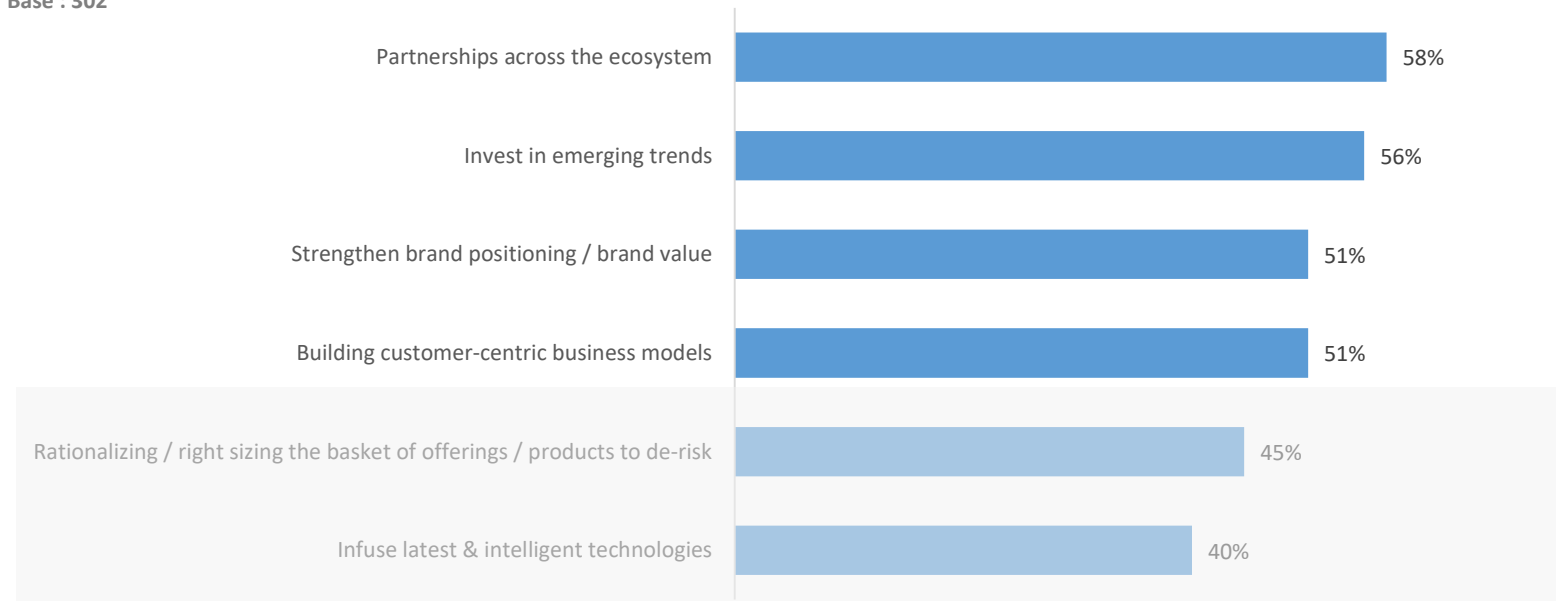 Base : 302
Partnerships across the ecosystem 58%
Invest in emerging trends 56%
Strengthen brand positioning / brand value 51%
Building customer-centric business models 51%
Rationalizing / right sizing the basket of offerings / products to de-risk 45%
Infuse latest & intelligent technologies 40%